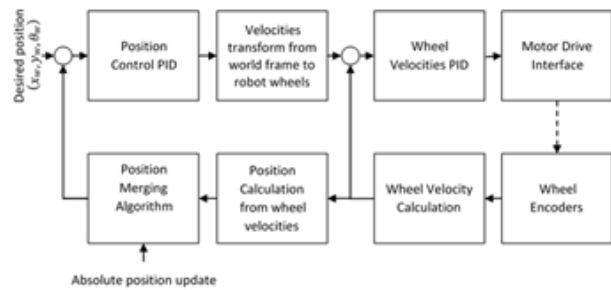 Desired position
(xw, yw, θw)
Position
Control PID
Velocities
transform from
world frame to
robot wheels
Wheel
Velocities PID
Motor Drive
Interface
Position
Merging
Algorithm
Position
Calculation
from wheel
velocities
Wheel Velocity
Calculation
Wheel
Encoders
Absolute position update